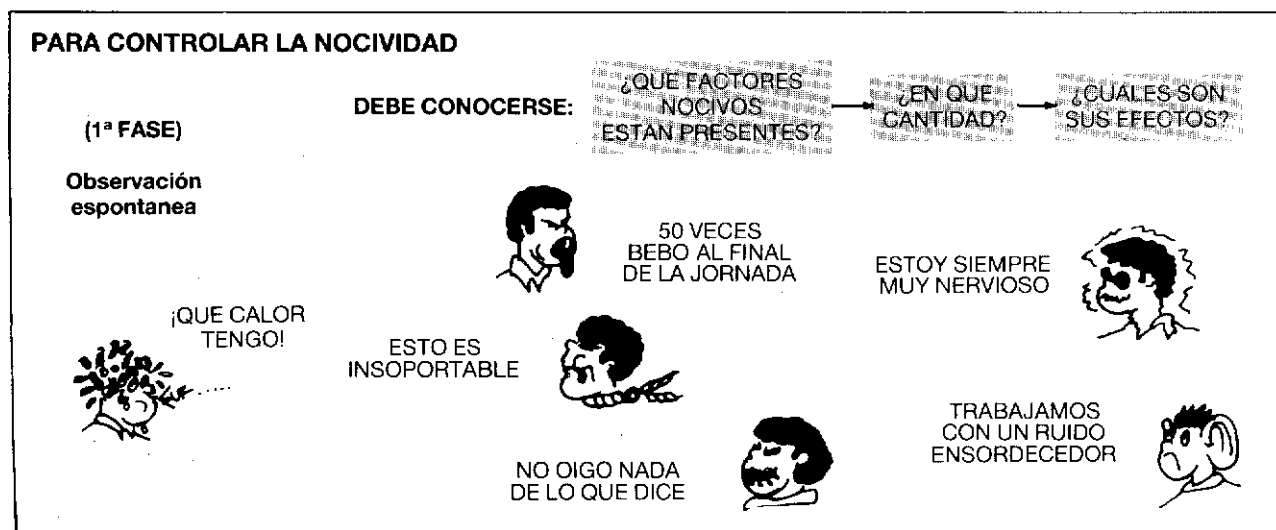 PARA CONTROLAR LA NOCIVIDAD
DEBE CONOCERSE:
¿QUE FACTORES
NOCIVOS
ESTAN PRESENTES?
¿EN QUE
CANTIDAD?
¿CUALES SON
SUS EFECTOS?
(1ª FASE)
Observación
espontanea
50 VECES
BEBO AL FINAL
DE LA JORNADA
ESTOY SIEMPRE
MUY NERVIOSO
¡QUE CALOR
TENGO!
ESTO ES
INSOPORTABLE
TRABAJAMOS
CON UN RUIDO
ENSORDECEDOR
NO OIGO NADA
DE LO QUE DICE